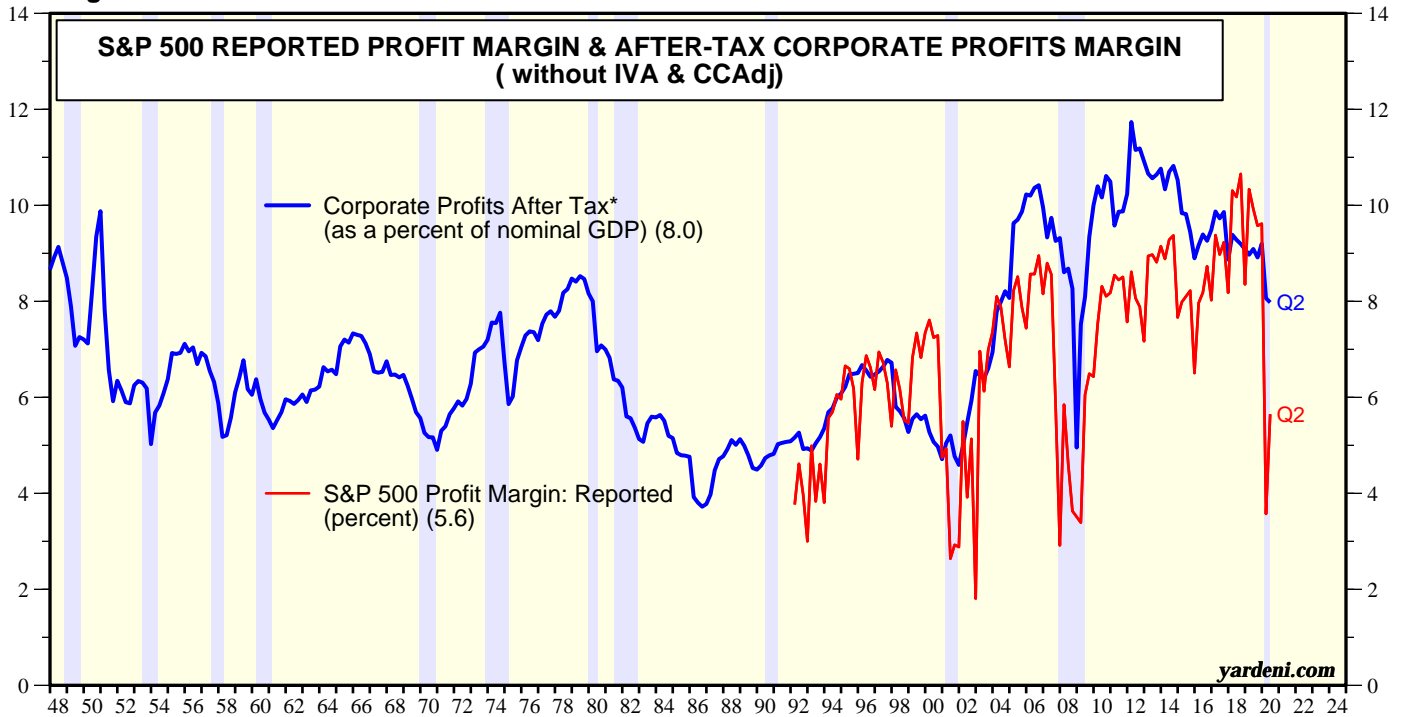 S&P 500 REPORTED PROFIT MARGIN & AFTER-TAX CORPORATE PROFITS MARGIN
( without IVA & CCAdj)
14 14
12 12
10 10
8 8
6 6
4 4
2 2
0 0
Corporate Profits After Tax*
(as a percent of nominal GDP) (8.0)
S&P 500 Profit Margin: Reported
(percent) (5.6)
Q2
Q2
yardeni.com
48 50 52 54 56 58 60 62 64 66 68 70 72 74 76 78 80 82 84 86 88 90 92 94 96 98 00 02 04 06 08 10 12 14 16 18 20 22 24